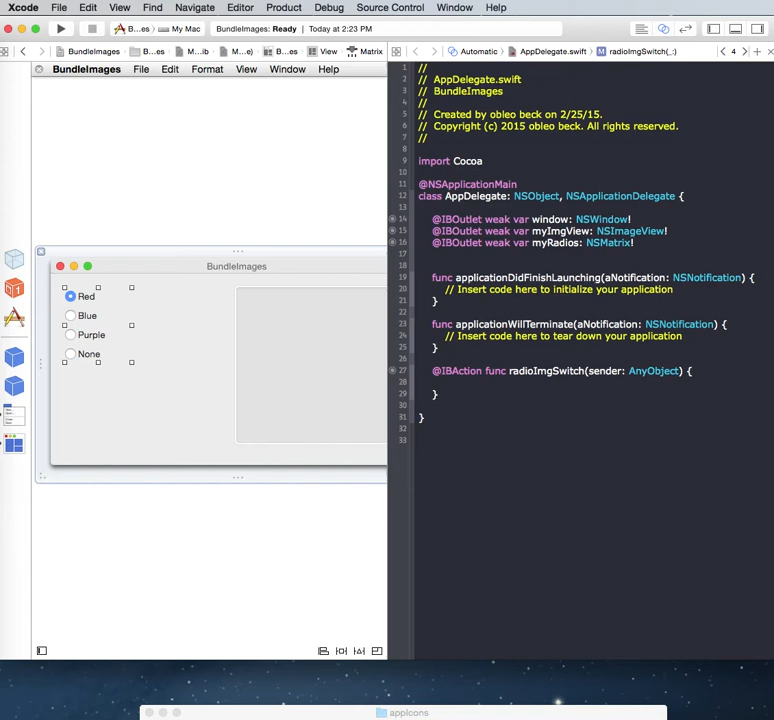 Xcode File Edit View Find Navigate Editor Product Debug Source Control Window Help
B...es My Mac BundleImages: Ready | Today at 2:23 PM
BundleImages B...es M...ib M...e) B...es View Matrix
Automatic AppDelegate.swift M radioImgSwitch(_:) 4
BundleImages File Edit Format View Window Help
BundleImages
Red
Blue
Purple
None
1 //
2 // AppDelegate.swift
3 // BundleImages
4 //
5 // Created by obleo beck on 2/25/15.
6 // Copyright (c) 2015 obleo beck. All rights reserved.
7 //
8
9 import Cocoa
10
11 @NSApplicationMain
12 class AppDelegate: NSObject, NSApplicationDelegate {
13
14 @IBOutlet weak var window: NSWindow!
15 @IBOutlet weak var myImgView: NSImageView!
16 @IBOutlet weak var myRadios: NSMatrix!
17
18
19 func applicationDidFinishLaunching(aNotification: NSNotification) {
20 // Insert code here to initialize your application
21 }
22
23 func applicationWillTerminate(aNotification: NSNotification) {
24 // Insert code here to tear down your application
25 }
26
27 @IBAction func radioImgSwitch(sender: AnyObject) {
28
29 }
30
31 }
32
33
appIcons